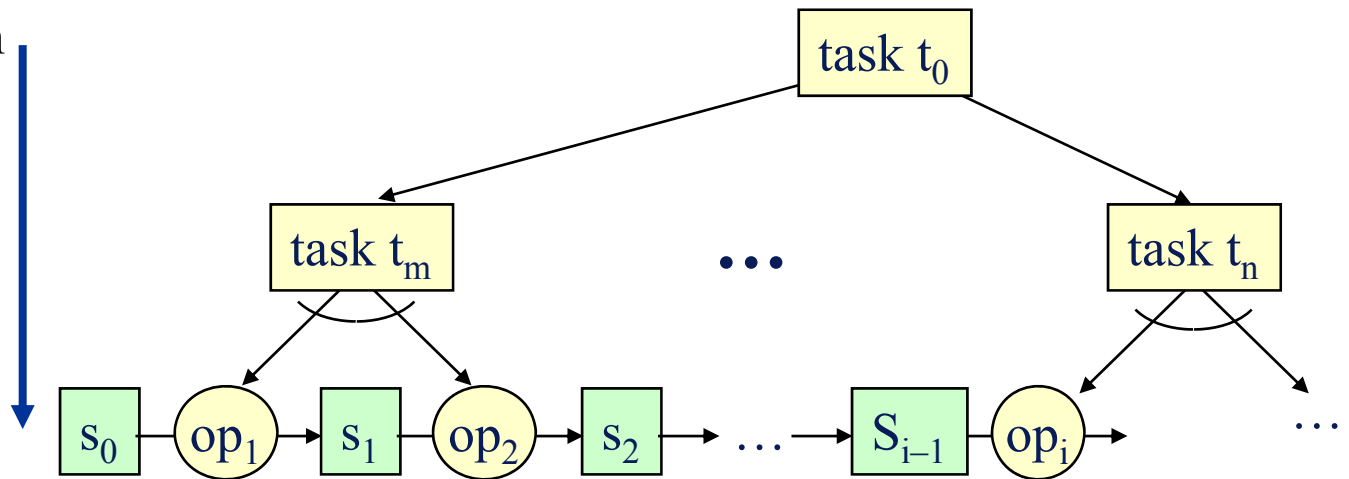 task t₀
task tₘ
...
task tₙ
s₀ op₁ s₁ op₂ s₂ ... Sᵢ₋₁ opᵢ ...